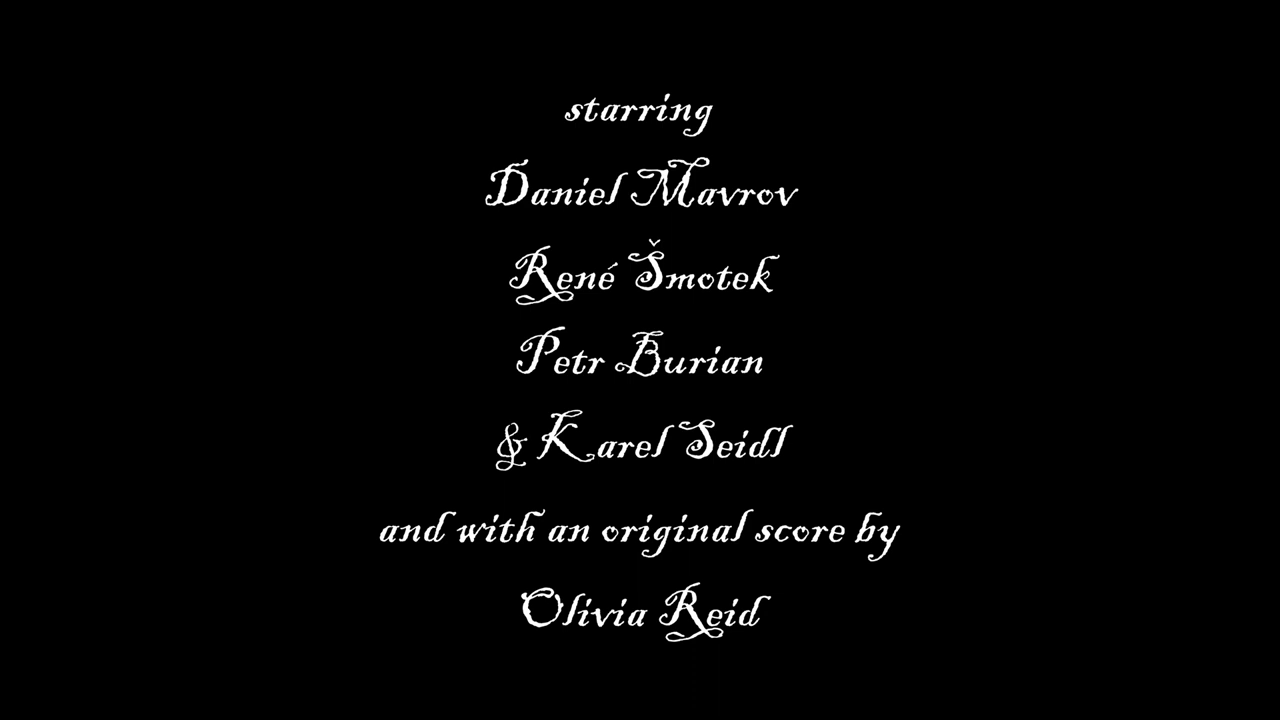 starring
Daniel Mavrov
René Šmotek
Petr Burian
& Karel Seidl
and with an original score by
Olivia Reid